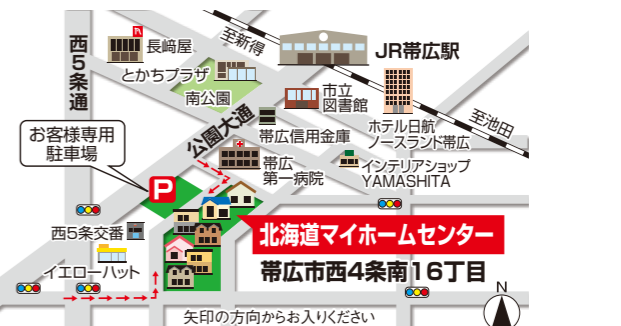 至新得
長崎屋
JR帯広駅
西5条通
とかちプラザ
南公園
市立
図書館
ホテル日航
ノースランド帯広
至池田
公園大通
帯広信用金庫
お客様専用
駐車場
帯広
第一病院
インテリアショップ
YAMASHITA
P
西5条交番
北海道マイホームセンター
イエローハット
帯広市西4条南16丁目
N
矢印の方向からお入りください